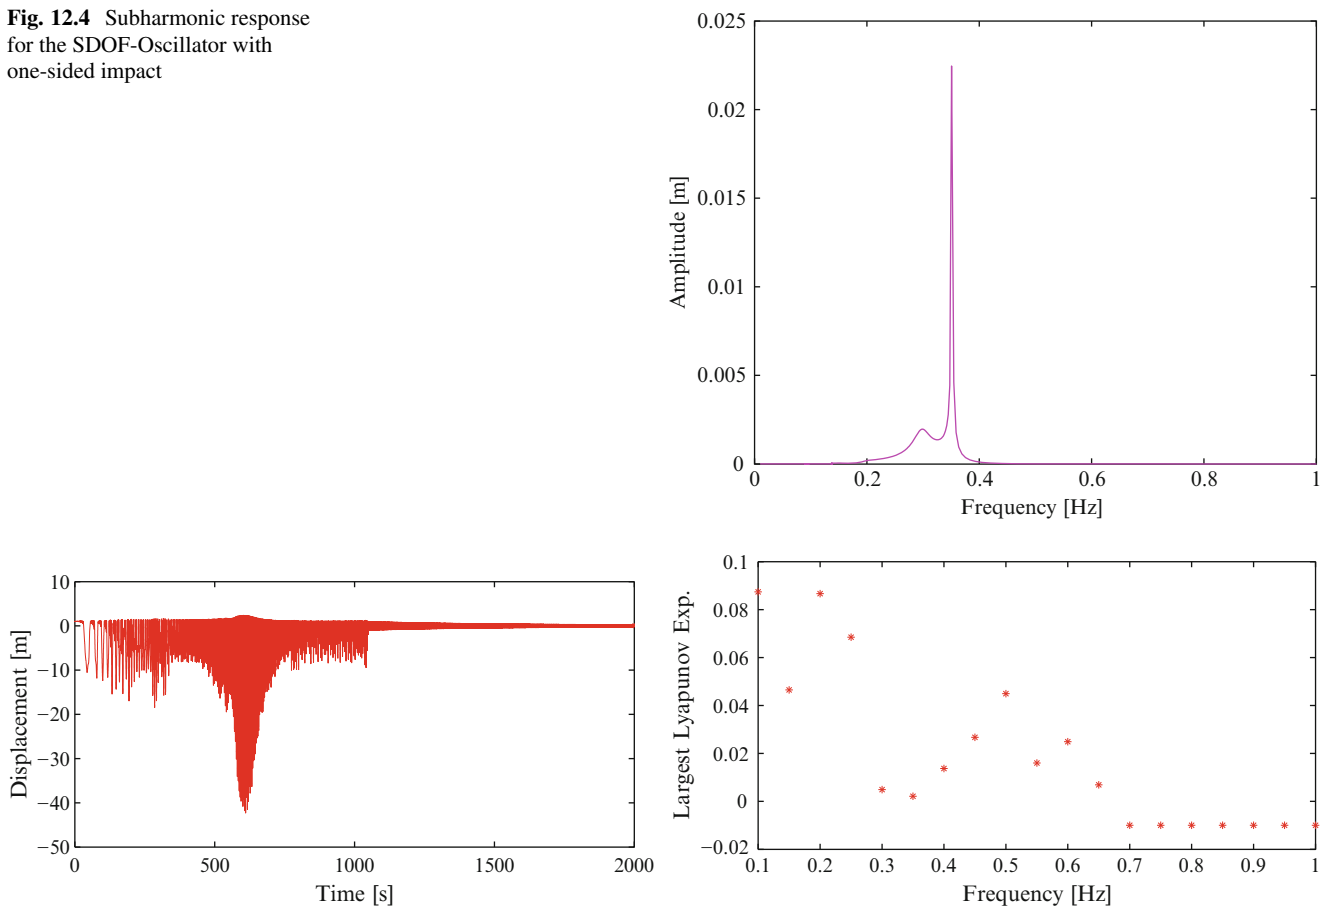 Fig. 12.4 Subharmonic response
for the SDOF-Oscillator with
one-sided impact
0.025
0.02
0.015
0.01
0.005
0
Amplitude [m]
0 0.2 0.4 0.6 0.8 1
Frequency [Hz]
10
0
−10
−20
−30
−40
−50
Displacement [m]
0 500 1000 1500 2000
Time [s]
0.1
0.08
0.06
0.04
0.02
0
−0.02
Largest Lyapunov Exp.
0.1 0.2 0.3 0.4 0.5 0.6 0.7 0.8 0.9 1
Frequency [Hz]